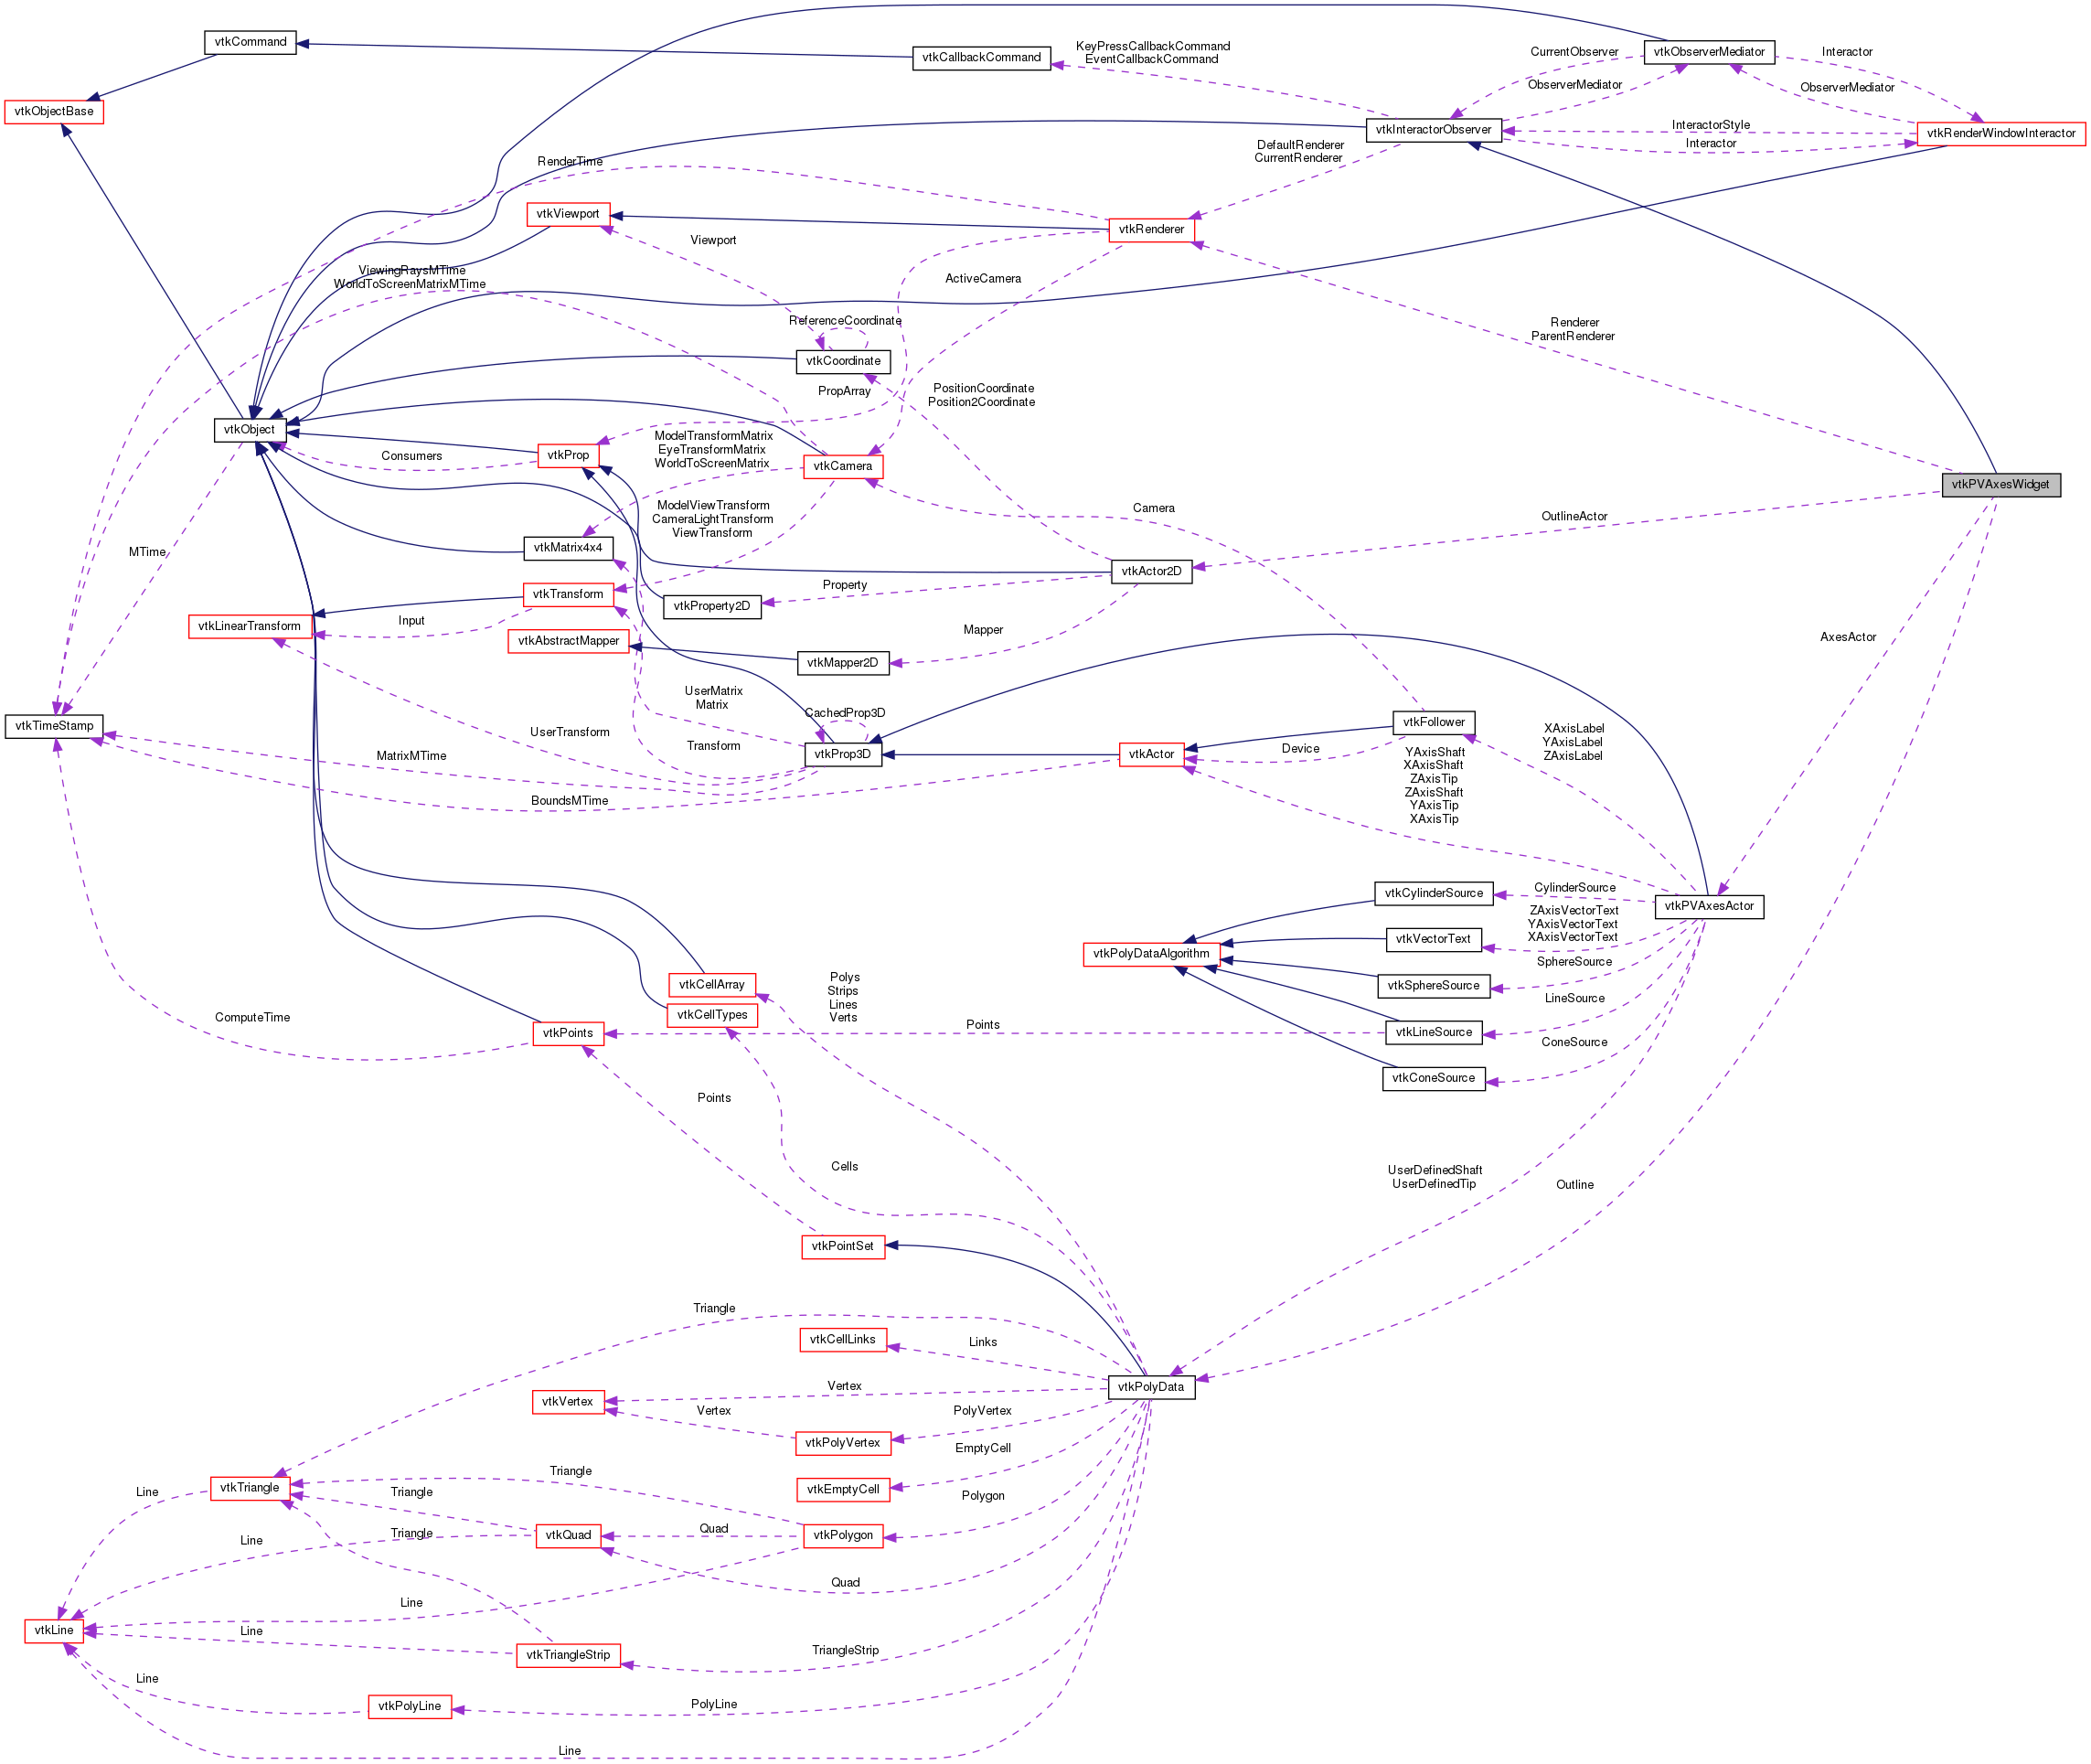 vtkCommand
vtkCallbackCommand
KeyPressCallbackCommand
EventCallbackCommand
CurrentObserver
vtkObserverMediator
Interactor
ObserverMediator
ObserverMediator
vtkObjectBase
vtkInteractorObserver
InteractorStyle
Interactor
vtkRenderWindowInteractor
RenderTime
DefaultRenderer
CurrentRenderer
vtkViewport
vtkRenderer
Viewport
ViewingRaysMTime
WorldToScreenMatrixMTime
ActiveCamera
ReferenceCoordinate
Renderer
ParentRenderer
vtkCoordinate
PropArray
PositionCoordinate
Position2Coordinate
vtkObject
Consumers
vtkProp
ModelTransformMatrix
EyeTransformMatrix
WorldToScreenMatrix
vtkCamera
vtkPVAxesWidget
ModelViewTransform
CameraLightTransform
ViewTransform
Camera
OutlineActor
MTime
vtkMatrix4x4
vtkActor2D
vtkTransform
Property
vtkProperty2D
vtkLinearTransform
Input
vtkAbstractMapper
Mapper
AxesActor
vtkMapper2D
UserMatrix
Matrix
CachedProp3D
vtkTimeStamp
UserTransform
vtkFollower
XAxisLabel
YAxisLabel
ZAxisLabel
MatrixMTime
Transform
vtkProp3D
vtkActor
Device
YAxisShaft
XAxisShaft
ZAxisTip
ZAxisShaft
YAxisTip
XAxisTip
BoundsMTime
vtkCylinderSource
CylinderSource
vtkPVAxesActor
ZAxisVectorText
YAxisVectorText
XAxisVectorText
vtkVectorText
vtkPolyDataAlgorithm
SphereSource
vtkSphereSource
vtkCellArray
Polys
Strips
Lines
Verts
LineSource
ComputeTime
vtkCellTypes
vtkPoints
Points
vtkLineSource
ConeSource
vtkConeSource
Points
Cells
UserDefinedShaft
UserDefinedTip
Outline
vtkPointSet
Triangle
vtkCellLinks
Links
vtkPolyData
vtkVertex
Vertex
Vertex
PolyVertex
vtkPolyVertex
EmptyCell
vtkEmptyCell
vtkTriangle
Line
Triangle
Triangle
Polygon
Line
Triangle
vtkQuad
Quad
vtkPolygon
Quad
Line
vtkLine
Line
vtkTriangleStrip
TriangleStrip
Line
vtkPolyLine
PolyLine
Line